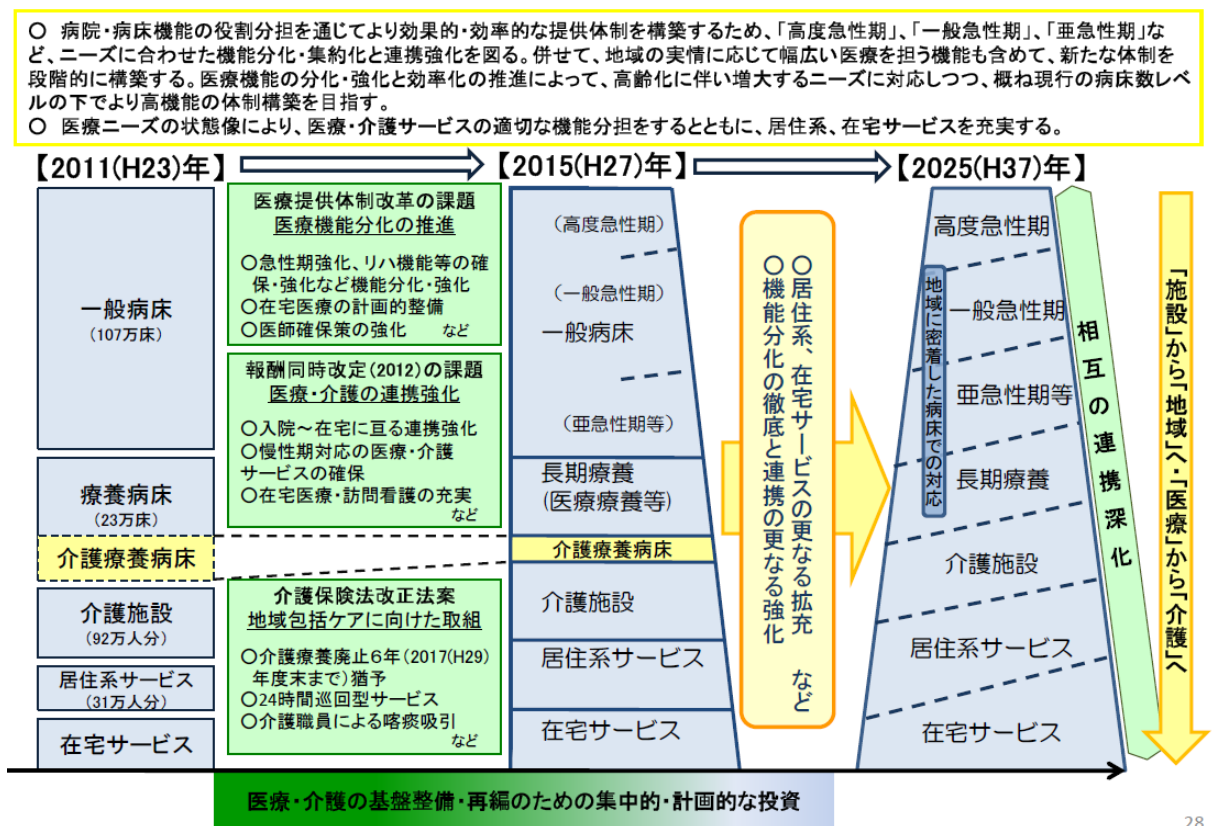 ○ 病院・病床機能の役割分担を通じてより効果的・効率的な提供体制を構築するため、「高度急性期」、「一般急性期」、「亜急性期」な
ど、ニーズに合わせた機能分化・集約化と連携強化を図る。併せて、地域の実情に応じて幅広い医療を担う機能も含めて、新たな体制を
段階的に構築する。医療機能の分化・強化と効率化の推進によって、高齢化に伴い増大するニーズに対応しつつ、概ね現行の病床数レベ
ルの下でより高機能の体制構築を目指す。
○ 医療ニーズの状態像により、医療・介護サービスの適切な機能分担をするとともに、居住系、在宅サービスを充実する。
【2011(H23)年】
【2015(H27)年】
【2025(H37)年】
一般病床
(107万床)
療養病床
(23万床)
介護療養病床
介護施設
(92万人分)
居住系サービス
(31万人分)
在宅サービス
医療提供体制改革の課題
医療機能分化の推進
○急性期強化、リハ機能等の確
保・強化など機能分化・強化
○在宅医療の計画的整備
○医師確保策の強化 など
報酬同時改定(2012)の課題
医療・介護の連携強化
○入院~在宅に亘る連携強化
○慢性期対応の医療・介護
サービスの確保
○在宅医療・訪問看護の充実
など
介護保険法改正法案
地域包括ケアに向けた取組
○介護療養廃止6年(2017(H29)
年度末まで)猶予
○24時間巡回型サービス
○介護職員による喀痰吸引
など
(高度急性期)
(一般急性期)
一般病床
(亜急性期等)
長期療養
(医療療養等)
介護療養病床
介護施設
居住系サービス
在宅サービス
○居住系、在宅サービスの更なる拡充 など
○機能分化の徹底と連携の更なる強化
高度急性期
一般急性期
亜急性期等
長期療養
介護施設
居住系サービス
在宅サービス
地域に密着した病床での対応
相互の連携深化
「施設」から「地域」へ・「医療」から「介護」へ
医療・介護の基盤整備・再編のための集中的・計画的な投資
28